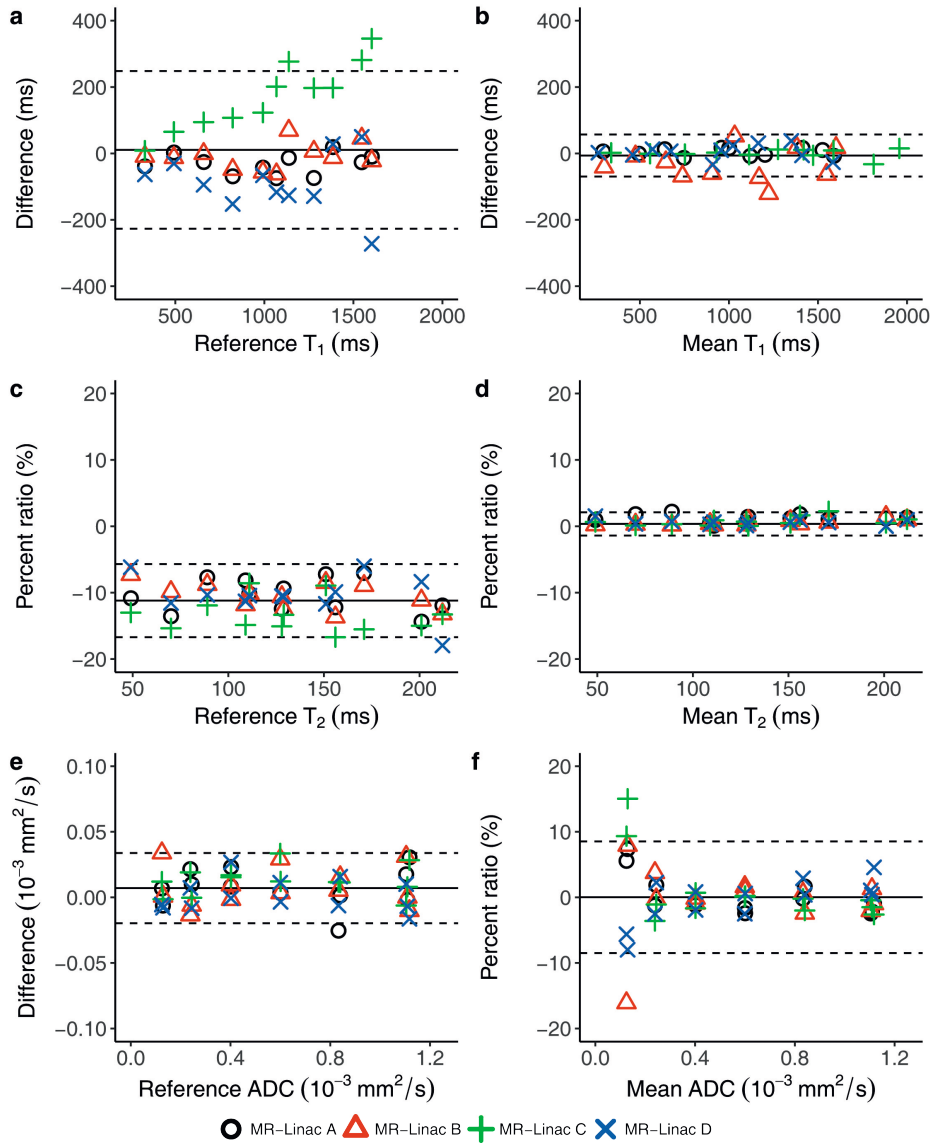 a
400
200
0
−200
−400
Difference (ms)
500 1000 1500 2000
Reference T₁ (ms)
b
400
200
0
−200
−400
Difference (ms)
500 1000 1500 2000
Mean T₁ (ms)
c
20
10
0
−10
−20
Percent ratio (%)
50 100 150 200
Reference T₂ (ms)
d
20
10
0
−10
−20
Percent ratio (%)
50 100 150 200
Mean T₂ (ms)
e
0.10
0.05
0.00
−0.05
−0.10
Difference (10⁻³ mm²/s)
0.0 0.4 0.8 1.2
Reference ADC (10⁻³ mm²/s)
f
20
10
0
−10
−20
Percent ratio (%)
0.0 0.4 0.8 1.2
Mean ADC (10⁻³ mm²/s)
MR−Linac A MR−Linac B MR−Linac C MR−Linac D